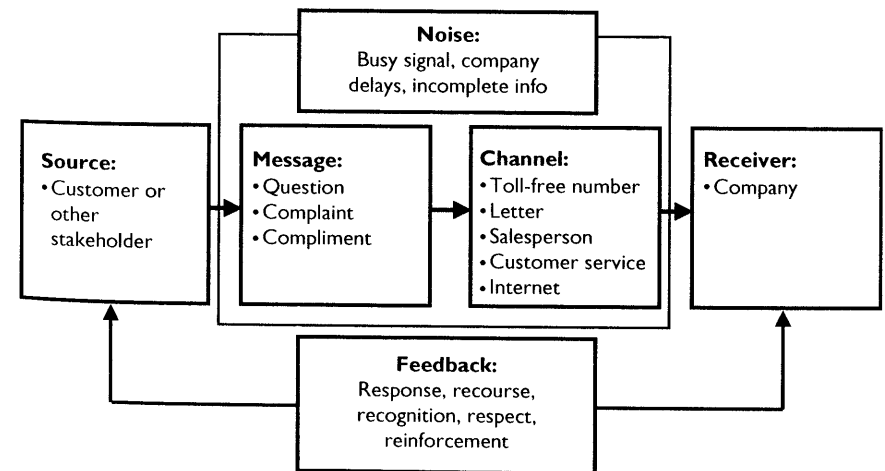 Noise:
Busy signal, company
delays, incomplete info
Source:
• Customer or
other
stakeholder
Message:
• Question
• Complaint
• Compliment
Channel:
• Toll-free number
• Letter
• Salesperson
• Customer service
• Internet
Receiver:
• Company
Feedback:
Response, recourse,
recognition, respect,
reinforcement